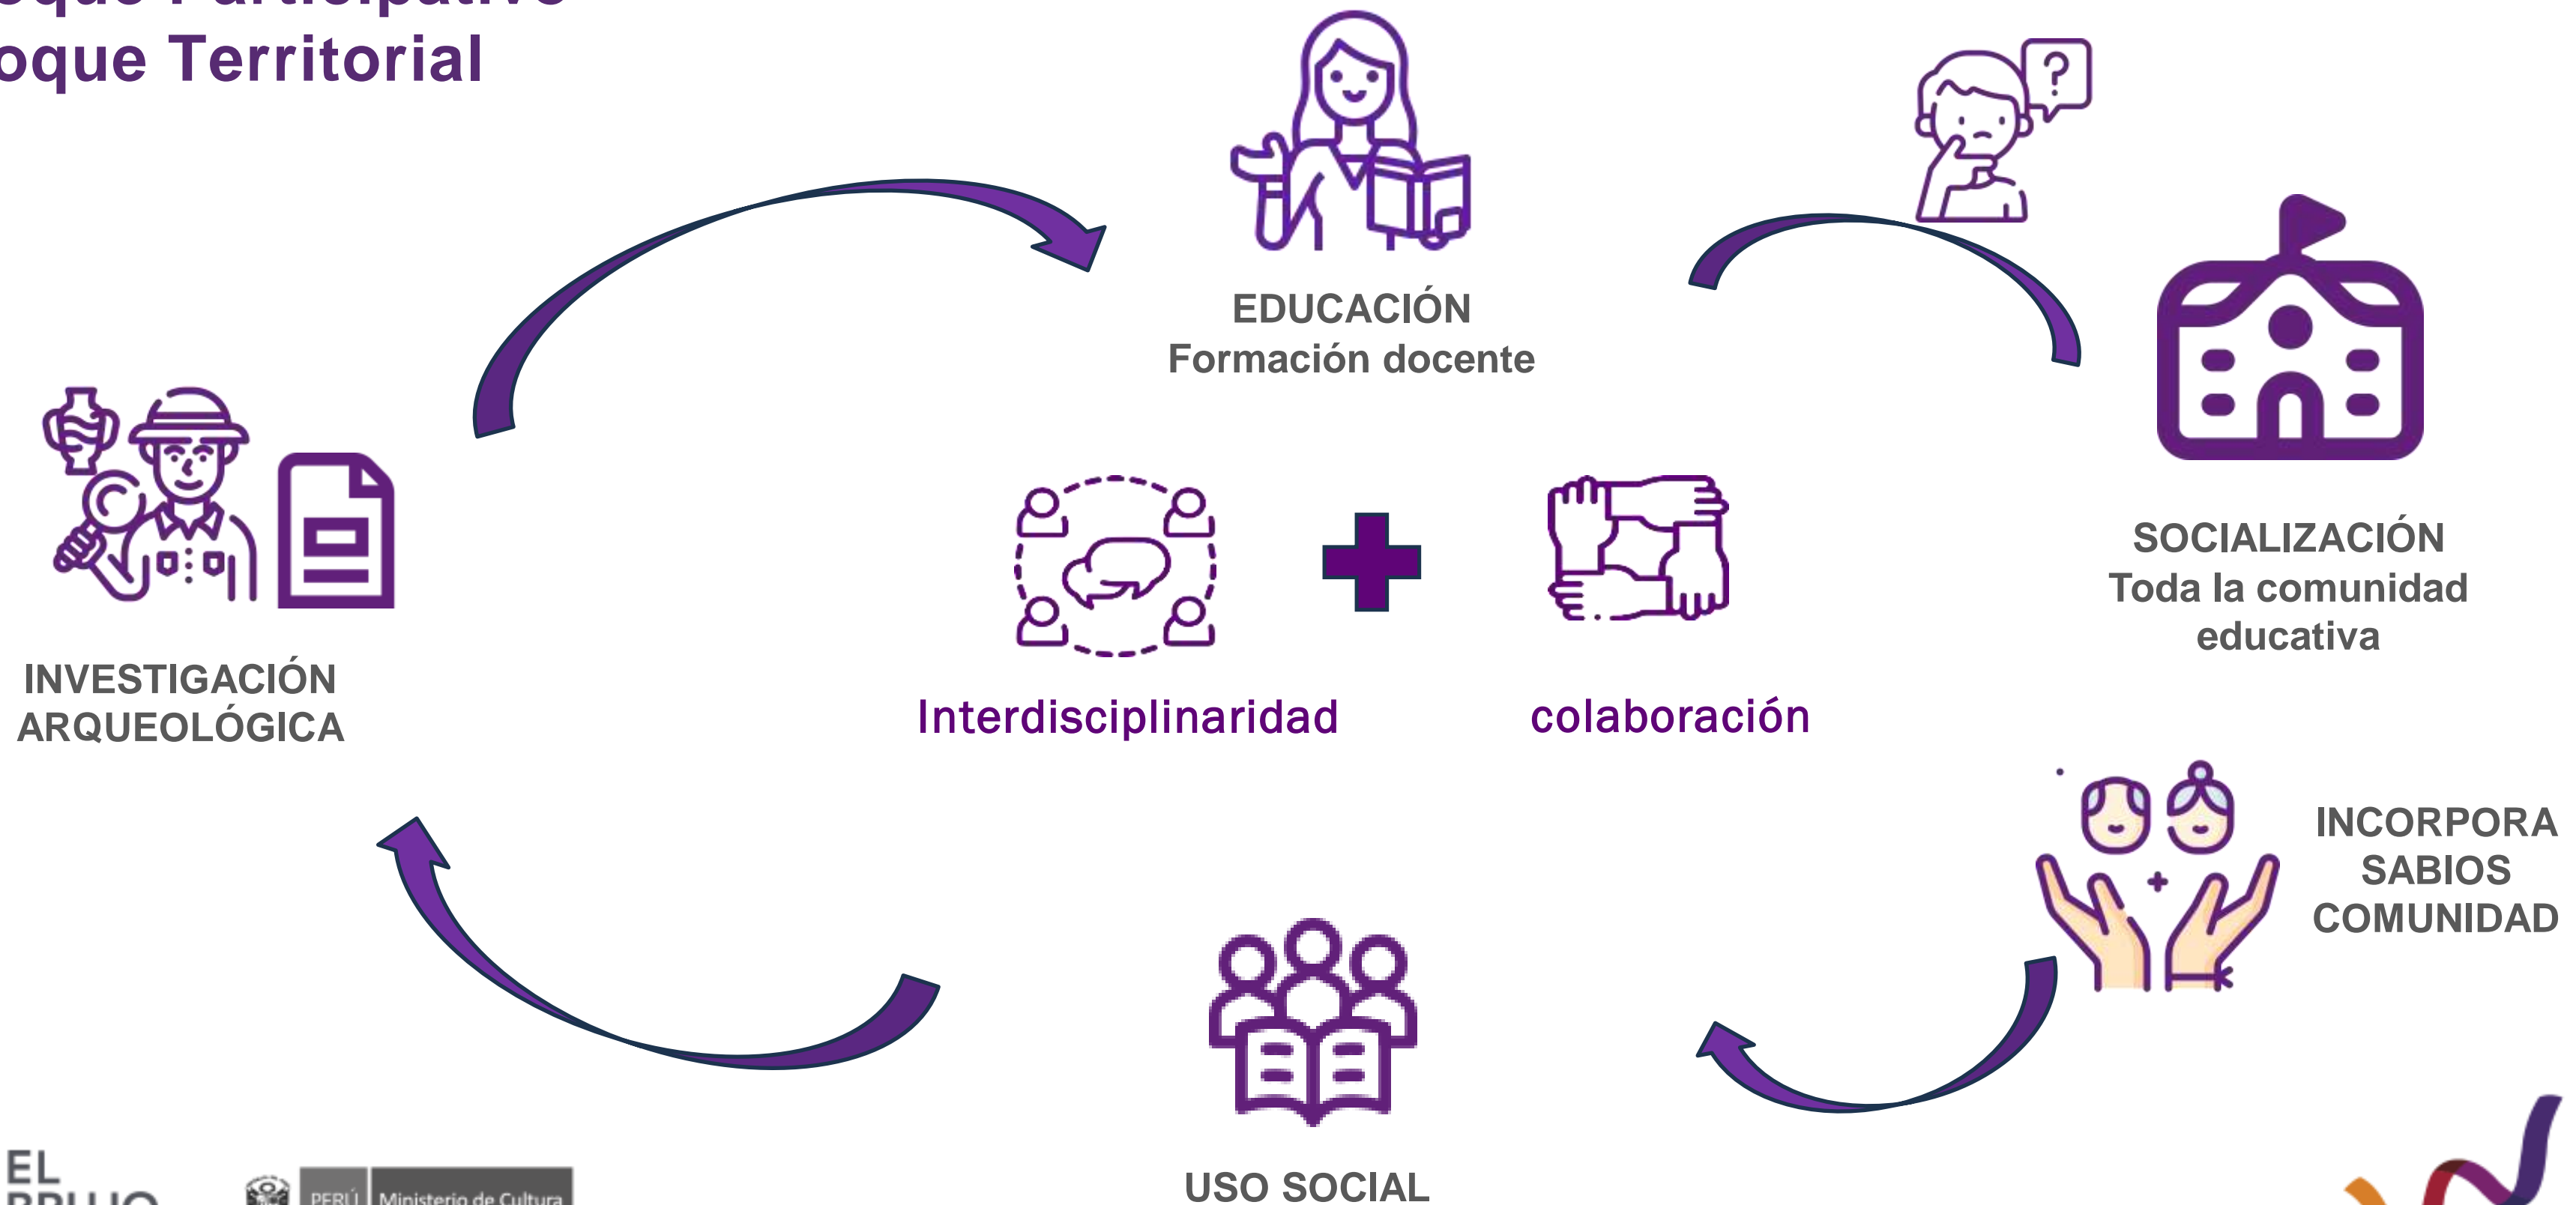 oque Territorial
?
EDUCACIÓN
Formación docente
SOCIALIZACIÓN
Toda la comunidad
educativa
INVESTIGACIÓN
ARQUEOLÓGICA
Interdisciplinaridad
colaboración
INCORPORA
SABIOS
COMUNIDAD
USO SOCIAL
EL
PERÚ Ministerio de Cultura